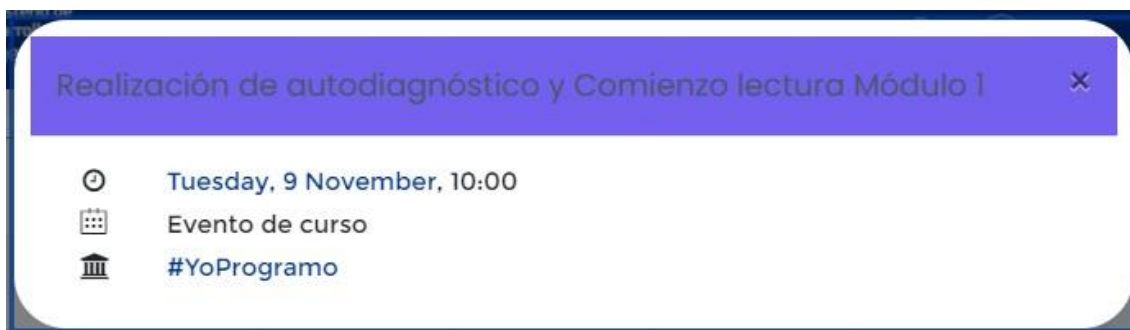 Realización de autodiagnóstico y Comienzo lectura Módulo 1
Tuesday, 9 November, 10:00
Evento de curso
#YoProgramo